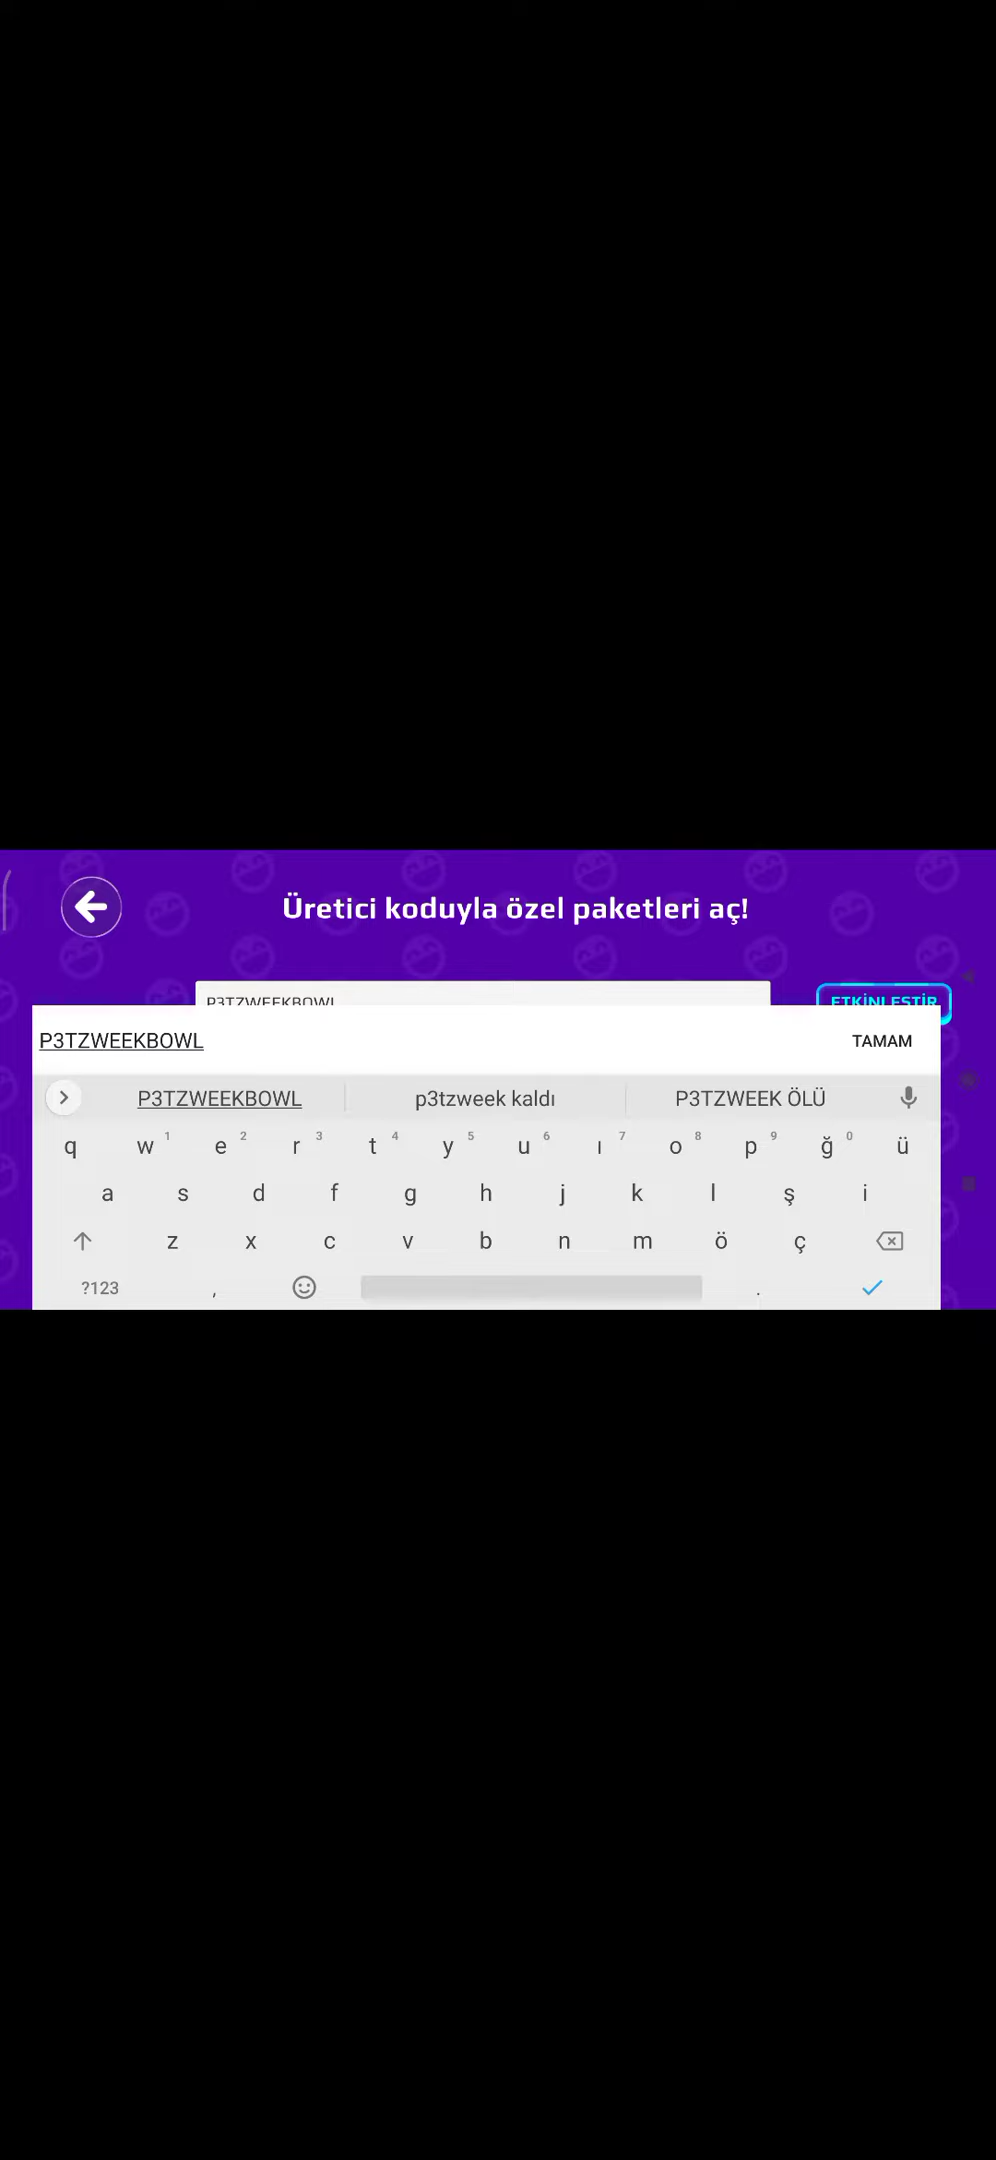 Üretici koduyla özel paketleri aç!
P3TZWEEKBOWL
ETKİNLEŞTİR
P3TZWEEKBOWL
TAMAM
P3TZWEEKBOWL p3tzweek kaldı P3TZWEEK ÖLÜ
q w 1 e 2 r 3 t 4 y 5 u 6 ı 7 o 8 p 9 ğ 0 ü
a s d f g h j k l ş i
z x c v b n m ö ç
?123 , .